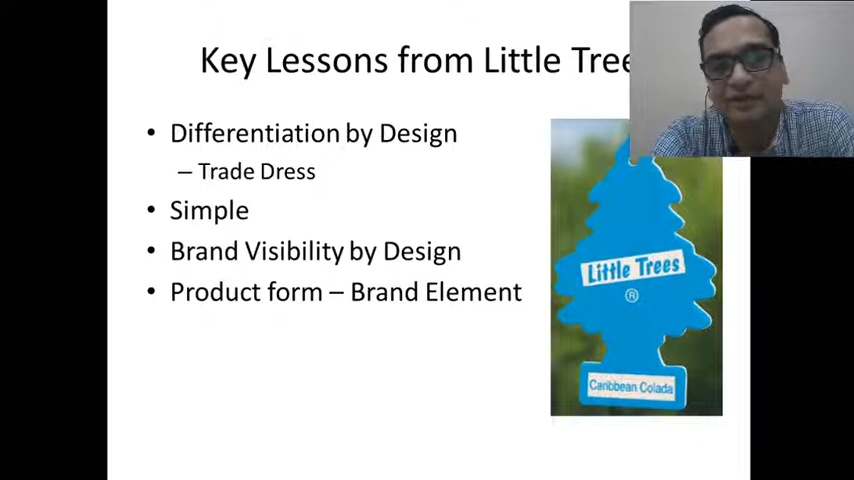 Key Lessons from Little Tree
• Differentiation by Design
– Trade Dress
• Simple
• Brand Visibility by Design
• Product form – Brand Element
Little Trees
®
Caribbean Colada